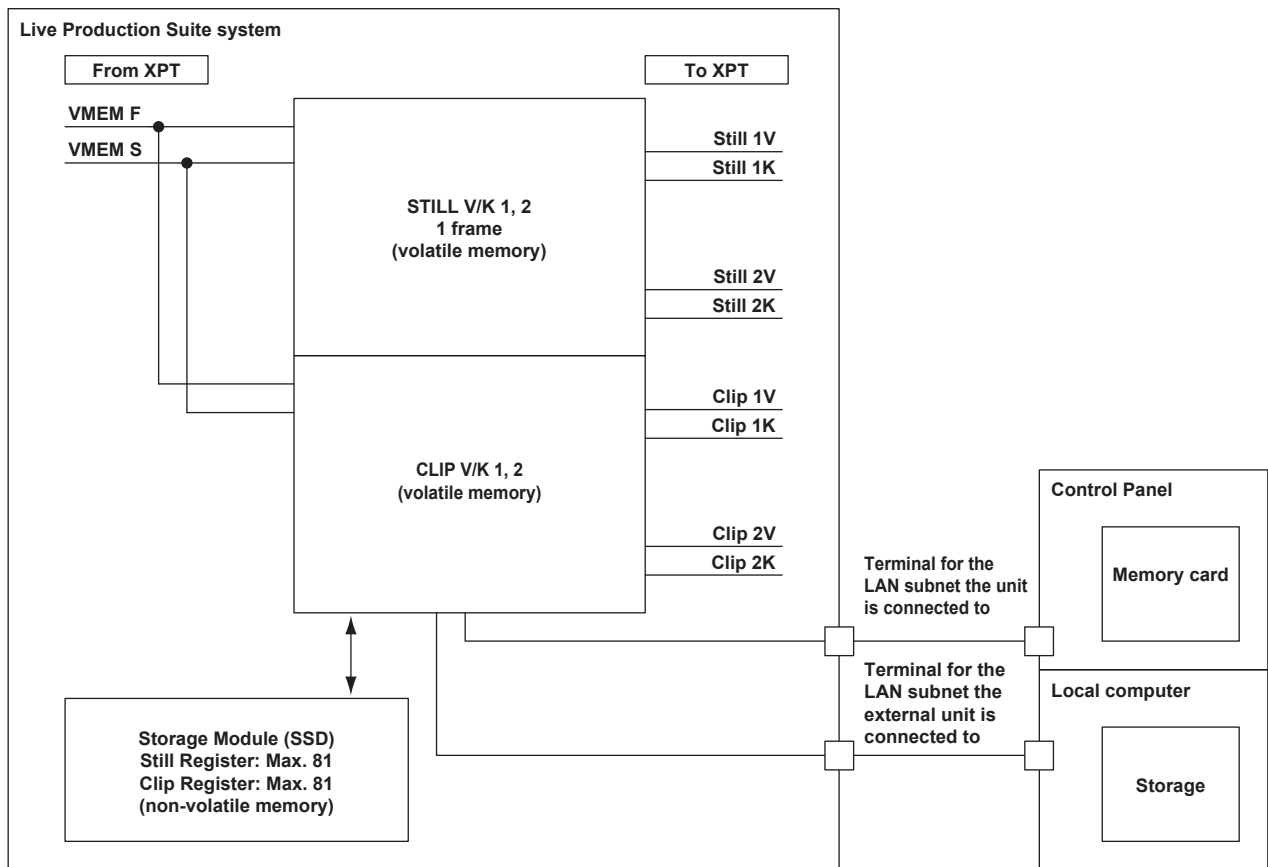 Live Production Suite system
From XPT
To XPT
VMEM F
VMEM S
STILL V/K 1, 2
1 frame
(volatile memory)
Still 1V
Still 1K
Still 2V
Still 2K
CLIP V/K 1, 2
(volatile memory)
Clip 1V
Clip 1K
Clip 2V
Clip 2K
Storage Module (SSD)
Still Register: Max. 81
Clip Register: Max. 81
(non-volatile memory)
Terminal for the
LAN subnet the unit
is connected to
Terminal for the
LAN subnet the
external unit is
connected to
Control Panel
Memory card
Local computer
Storage